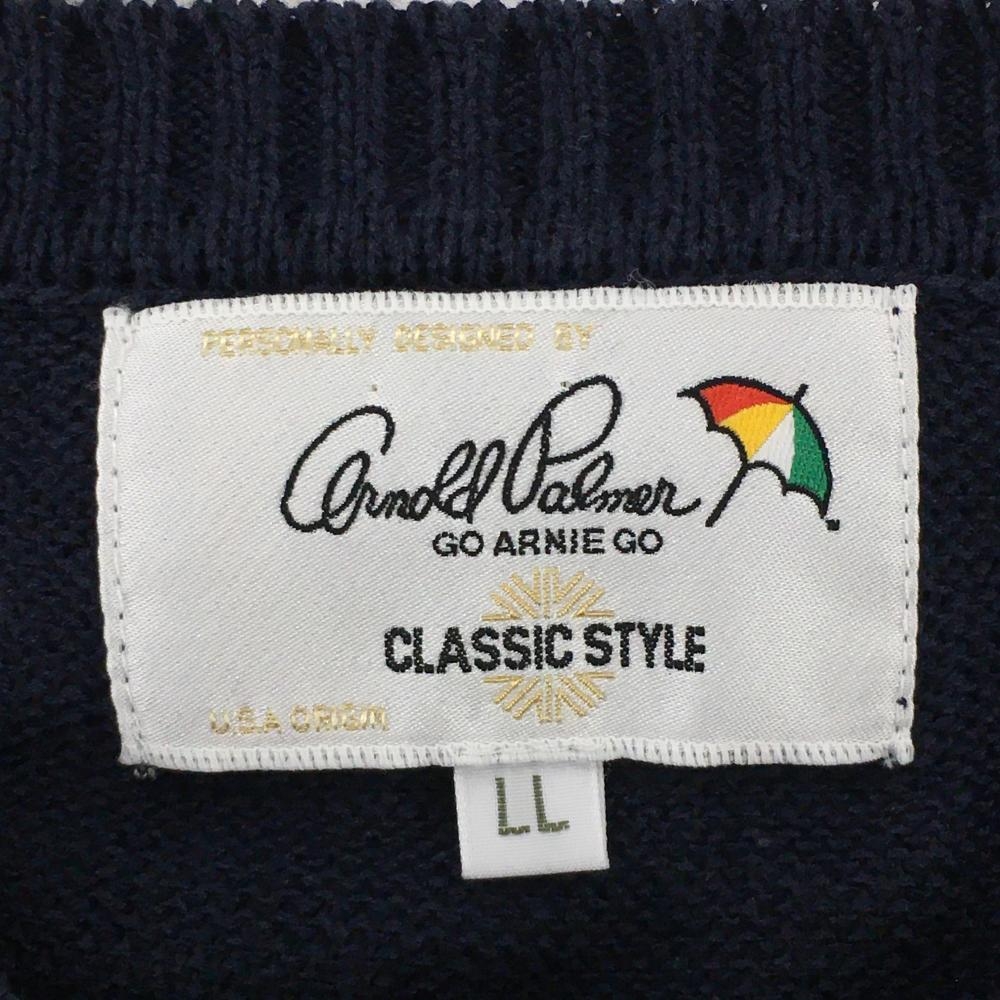 PERSONALLY DESIGNED BY
Arnold Palmer
GO ARNIE GO
CLASSIC STYLE
U.S.A ORIGIN
LL